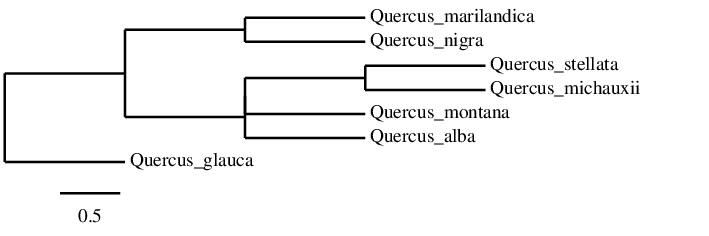 Quercus_marilandica
Quercus_nigra
Quercus_stellata
Quercus_michauxii
Quercus_montana
Quercus_alba
Quercus_glauca
0.5